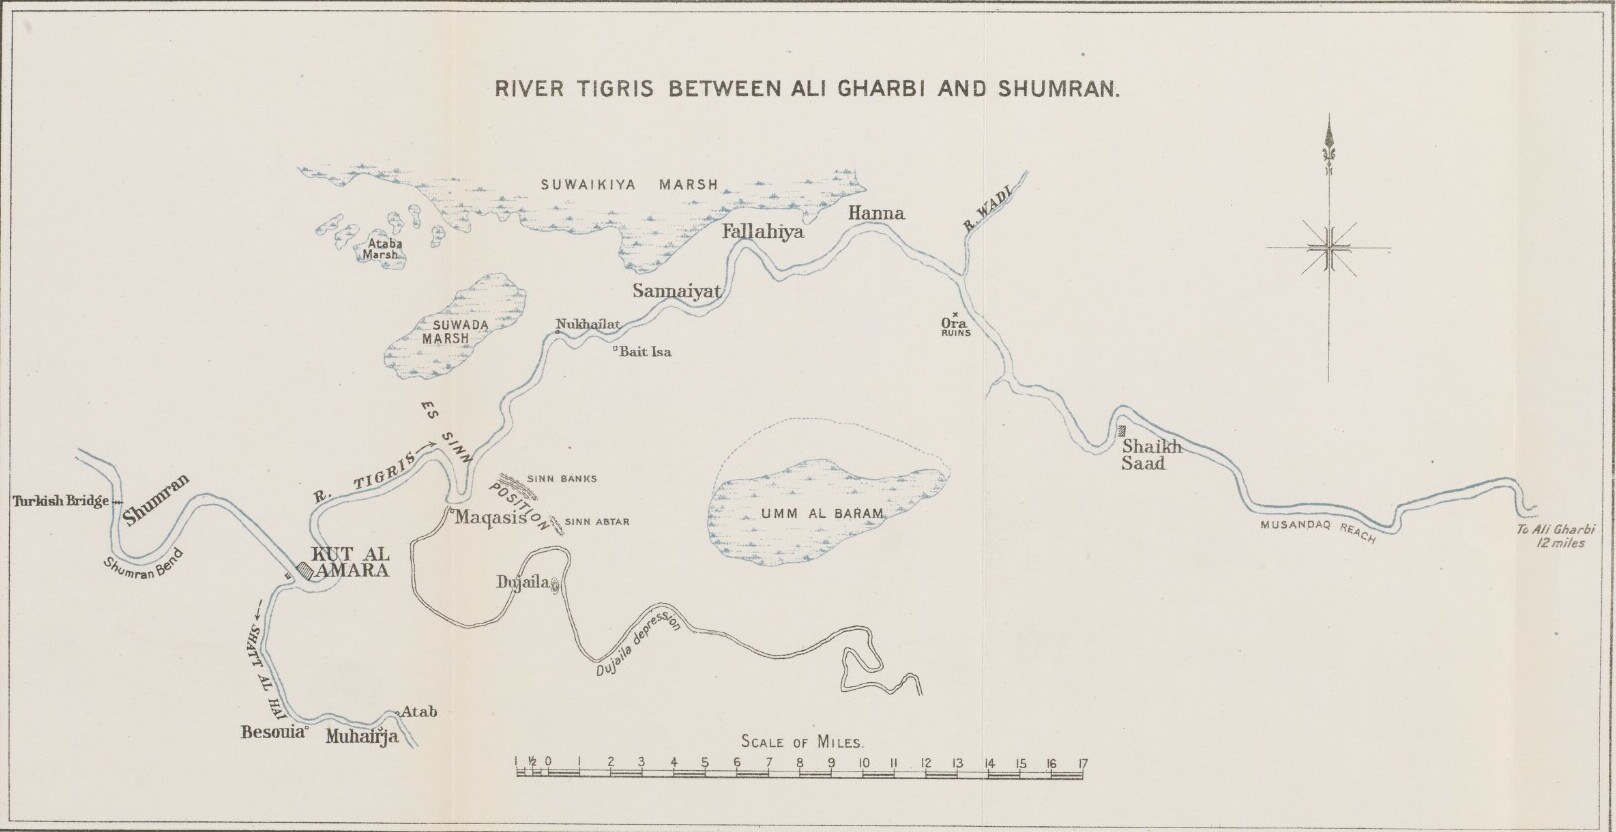 RIVER TIGRIS BETWEEN ALI GHARBI AND SHUMRAN.
SUWAIKIYA MARSH
R. WADI
Hanna
Fallahiya
Ataba
Marsh
Sannaiyat
SUWADA
MARSH
Nukhailat
Bait Isa
Ora
RUINS
ES SINN
POSITION
Shaikh
Saad
R. TIGRIS
SINN BANKS
Turkish Bridge
Shumran
Maqasis
SINN ABTAR
UMM AL BARAM
MUSANDAQ REACH
To Ali Gharbi
12 miles
Shumran Bend
KUT AL
AMARA
Dujaila
Dujaila depression
SHATT AL HAI
Atab
Besouia
Muhairja
SCALE OF MILES.
1 ½ 0 1 2 3 4 5 6 7 8 9 10 11 12 13 14 15 16 17